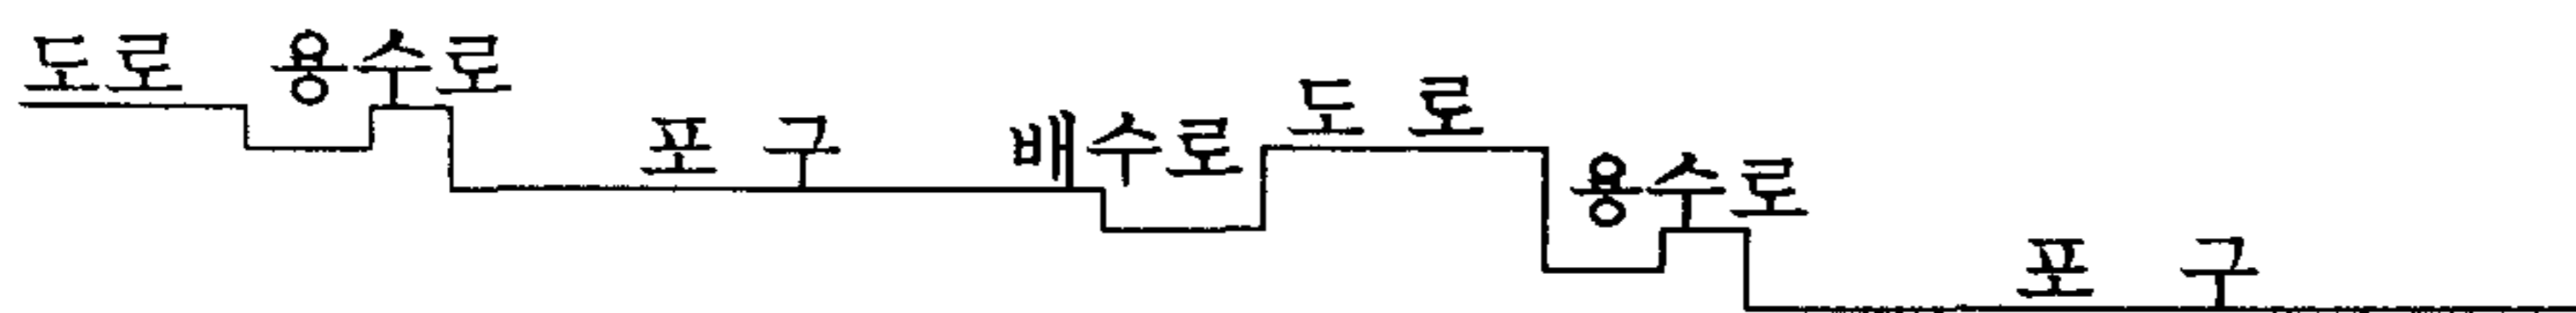 도로 용수로
포 구
배수로
도 로
용수로
포 구